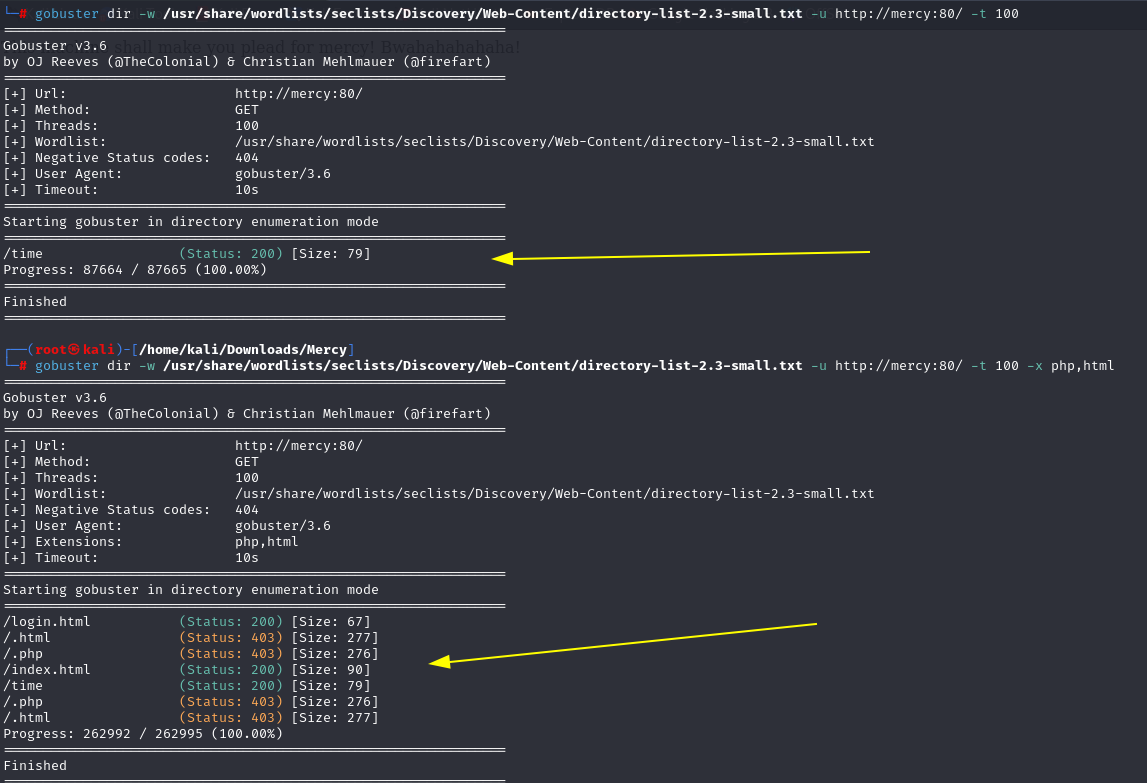 └─# gobuster dir -w /usr/share/wordlists/seclists/Discovery/Web-Content/directory-list-2.3-small.txt -u http://mercy:80/ -t 100
===============================================================
Gobuster v3.6
shall make you plead for mercy! Bwahahahahaha!
by OJ Reeves (@TheColonial) & Christian Mehlmauer (@firefart)
===============================================================
[+] Url:                     http://mercy:80/
[+] Method:                  GET
[+] Threads:                 100
[+] Wordlist:                /usr/share/wordlists/seclists/Discovery/Web-Content/directory-list-2.3-small.txt
[+] Negative Status codes:   404
[+] User Agent:              gobuster/3.6
[+] Timeout:                 10s
===============================================================
Starting gobuster in directory enumeration mode
===============================================================
/time                 (Status: 200) [Size: 79]
Progress: 87664 / 87665 (100.00%)
===============================================================
Finished
===============================================================
┌──(root㉿kali)-[/home/kali/Downloads/Mercy]
└─# gobuster dir -w /usr/share/wordlists/seclists/Discovery/Web-Content/directory-list-2.3-small.txt -u http://mercy:80/ -t 100 -x php,html
===============================================================
Gobuster v3.6
by OJ Reeves (@TheColonial) & Christian Mehlmauer (@firefart)
===============================================================
[+] Url:                     http://mercy:80/
[+] Method:                  GET
[+] Threads:                 100
[+] Wordlist:                /usr/share/wordlists/seclists/Discovery/Web-Content/directory-list-2.3-small.txt
[+] Negative Status codes:   404
[+] User Agent:              gobuster/3.6
[+] Extensions:              php,html
[+] Timeout:                 10s
===============================================================
Starting gobuster in directory enumeration mode
===============================================================
/login.html           (Status: 200) [Size: 67]
/.html                (Status: 403) [Size: 277]
/.php                 (Status: 403) [Size: 276]
/index.html           (Status: 200) [Size: 90]
/time                 (Status: 200) [Size: 79]
/.php                 (Status: 403) [Size: 276]
/.html                (Status: 403) [Size: 277]
Progress: 262992 / 262995 (100.00%)
===============================================================
Finished
===============================================================